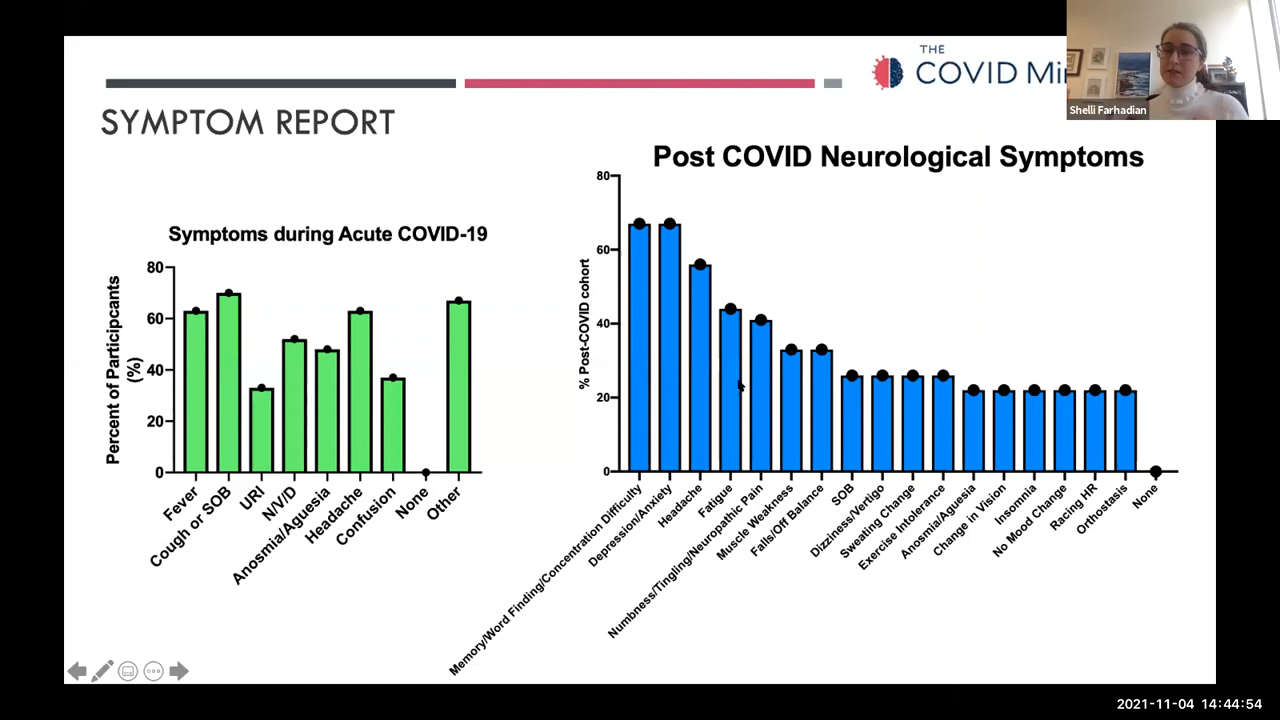 THE
COVID Mi
Shelli Farhadian
SYMPTOM REPORT
Symptoms during Acute COVID-19
Percent of Participcants
(%)
80
60
40
20
0
Fever
Cough or SOB
URI
N/V/D
Anosmia/Aguesia
Headache
Confusion
None
Other
Post COVID Neurological Symptoms
% Post-COVID cohort
80
60
40
20
0
Memory/Word Finding/Concentration Difficulty
Depression/Anxiety
Headache
Fatigue
Numbness/Tingling/Neuropathic Pain
Muscle Weakness
Falls/Off Balance
SOB
Dizziness/Vertigo
Sweating Change
Exercise Intolerance
Anosmia/Aguesia
Change in Vision
Insomnia
No Mood Change
Racing HR
Orthostasis
None
2021-11-04 14:44:54